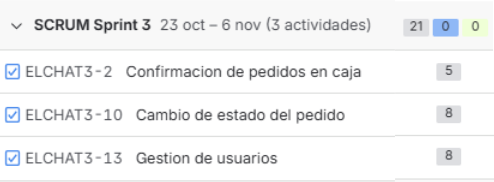 SCRUM Sprint 3 23 oct – 6 nov (3 actividades) 21 0 0
ELCHAT3-2 Confirmacion de pedidos en caja 5
ELCHAT3-10 Cambio de estado del pedido 8
ELCHAT3-13 Gestion de usuarios 8